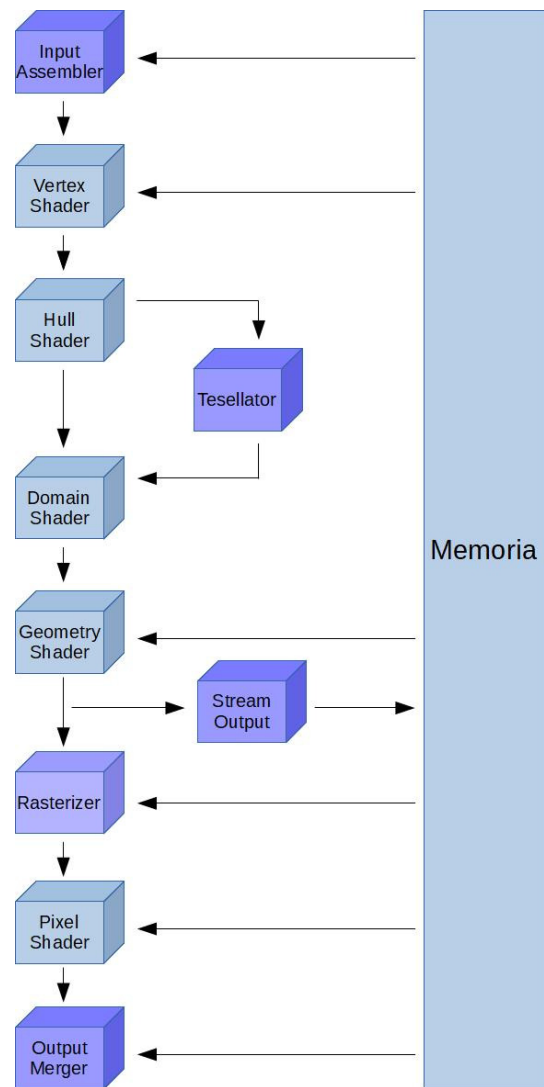 Input
Assembler
Vertex
Shader
Hull
Shader
Tesellator
Domain
Shader
Memoria
Geometry
Shader
Stream
Output
Rasterizer
Pixel
Shader
Output
Merger